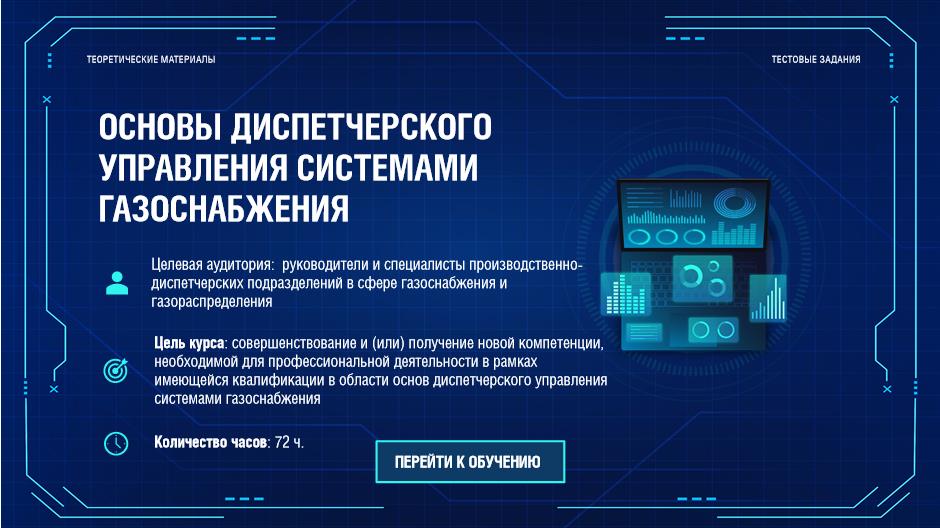 ТЕОРЕТИЧЕСКИЕ МАТЕРИАЛЫ
ТЕСТОВЫЕ ЗАДАНИЯ
ОСНОВЫ ДИСПЕТЧЕРСКОГО
УПРАВЛЕНИЯ СИСТЕМАМИ
ГАЗОСНАБЖЕНИЯ
Целевая аудитория: руководители и специалисты производственно-
диспетчерских подразделений в сфере газоснабжения и
газораспределения
Цель курса: совершенствование и (или) получение новой компетенции,
необходимой для профессиональной деятельности в рамках
имеющейся квалификации в области основ диспетчерского управления
системами газоснабжения
Количество часов: 72 ч.
ПЕРЕЙТИ К ОБУЧЕНИЮ